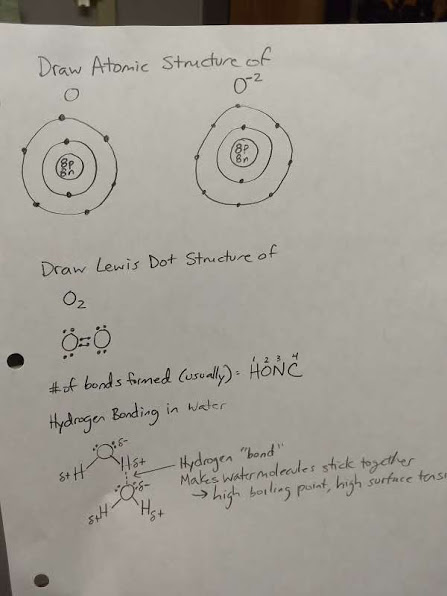 Draw Atomic Structure of
O O⁻²
8p 8p
8n 8n
Draw Lewis Dot Structure of
O₂
O=O
# of bonds formed (usually): 1 2 3 4 HONC
Hydrogen Bonding in Water
O δ-
δ+ H H δ+
Hydrogen "bond"
Makes water molecules stick together
→ high boiling point, high surface tens
O δ-
δ+ H H δ+